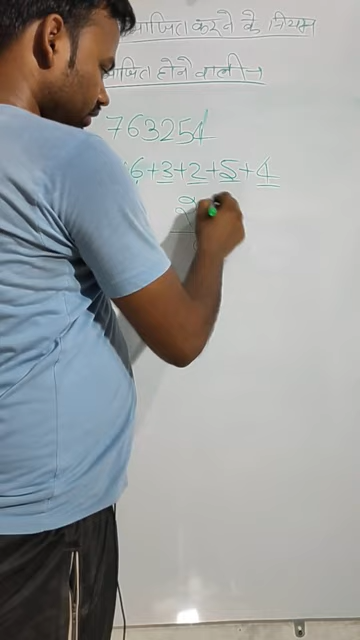 भाजित करने के नियम
भाजित होने वाली →
763254
6+3+2+5+4